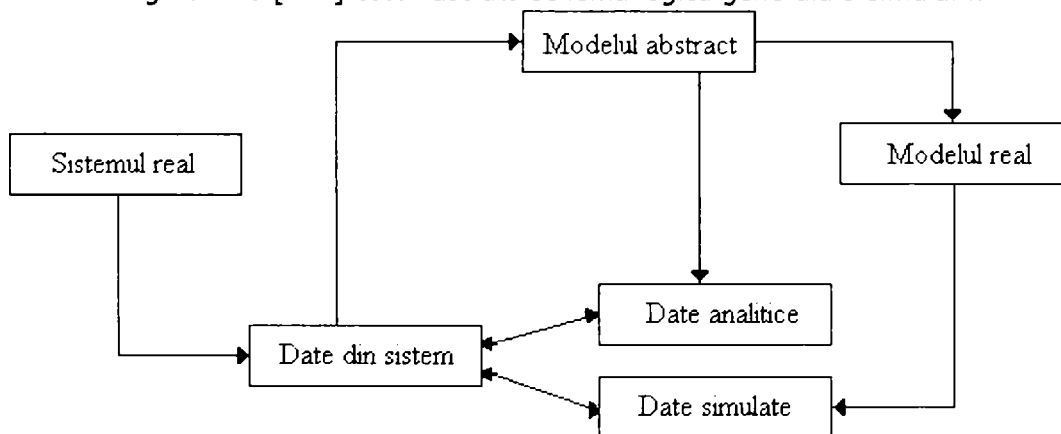 Modelul abstract
Sistemul real
Modelul real
Date analitice
Date din sistem
Date simulate